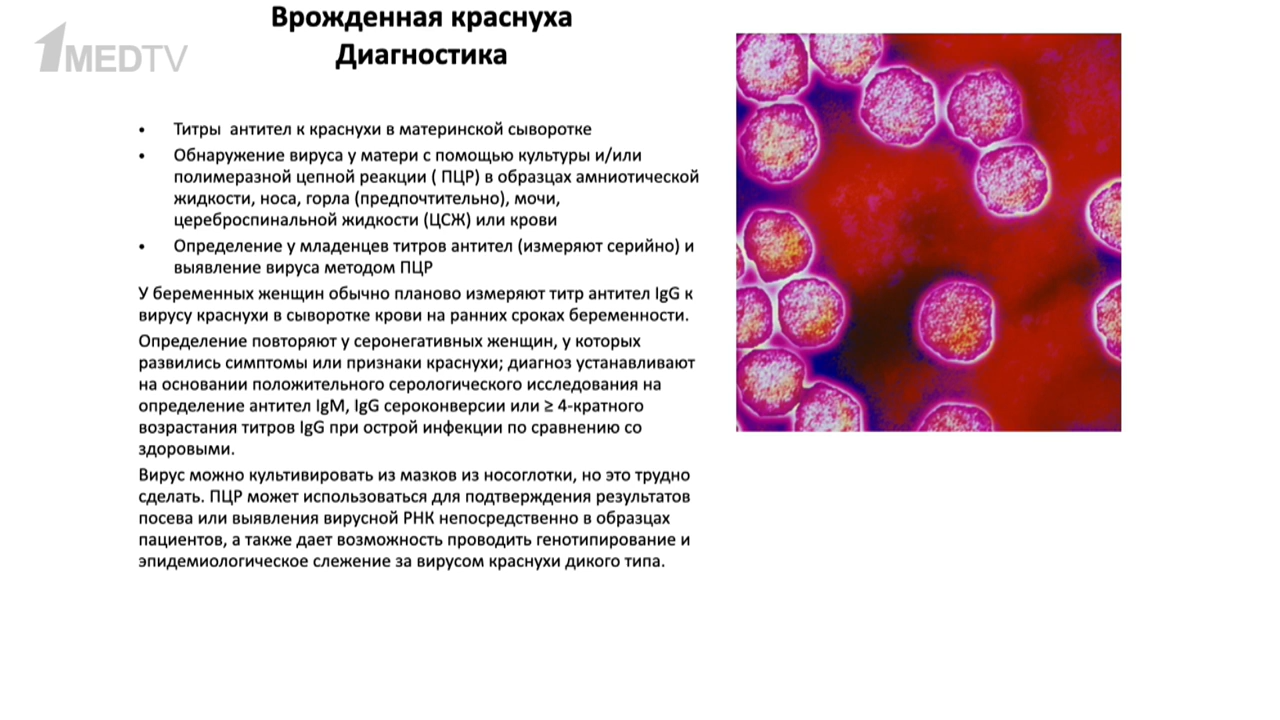 Врожденная краснуха
Диагностика
1MEDTV
• Титры антител к краснухи в материнской сыворотке
• Обнаружение вируса у матери с помощью культуры и/или
полимеразной цепной реакции ( ПЦР) в образцах амниотической
жидкости, носа, горла (предпочтительно), мочи,
цереброспинальной жидкости (ЦСЖ) или крови
• Определение у младенцев титров антител (измеряют серийно) и
выявление вируса методом ПЦР
У беременных женщин обычно планово измеряют титр антител IgG к
вирусу краснухи в сыворотке крови на ранних сроках беременности.
Определение повторяют у серонегативных женщин, у которых
развились симптомы или признаки краснухи; диагноз устанавливают
на основании положительного серологического исследования на
определение антител IgM, IgG сероконверсии или ≥ 4-кратного
возрастания титров IgG при острой инфекции по сравнению со
здоровыми.
Вирус можно культивировать из мазков из носоглотки, но это трудно
сделать. ПЦР может использоваться для подтверждения результатов
посева или выявления вирусной РНК непосредственно в образцах
пациентов, а также дает возможность проводить генотипирование и
эпидемиологическое слежение за вирусом краснухи дикого типа.